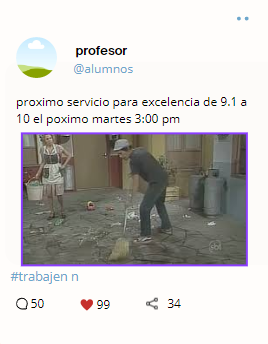 profesor
@alumnos
proximo servicio para excelencia de 9.1 a
10 el poximo martes 3:00 pm
#trabajen n
50 99 34